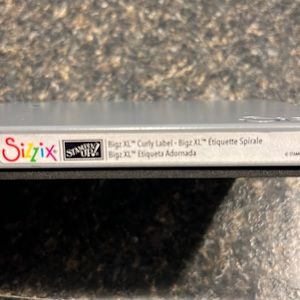 Sizzix
STAMPIN' UP!
Bigz XL™ Curly Label - Bigz XL™ Étiquette Spirale
Bigz XL™ Etiqueta Adornada